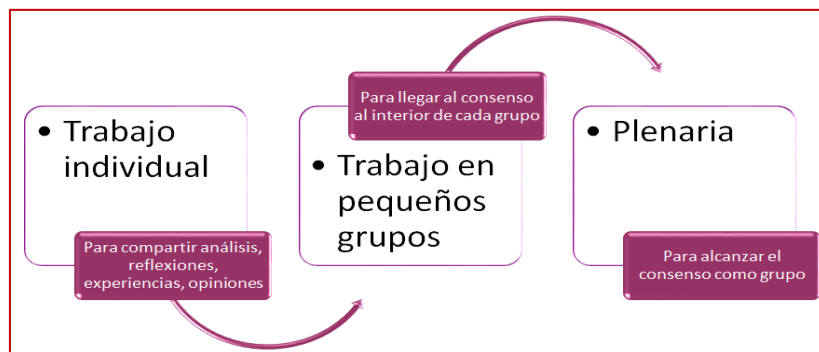 • Trabajo
individual
Para compartir análisis,
reflexiones,
experiencias, opiniones
Para llegar al consenso
al interior de cada grupo
• Trabajo en
pequeños
grupos
• Plenaria
Para alcanzar el
consenso como grupo